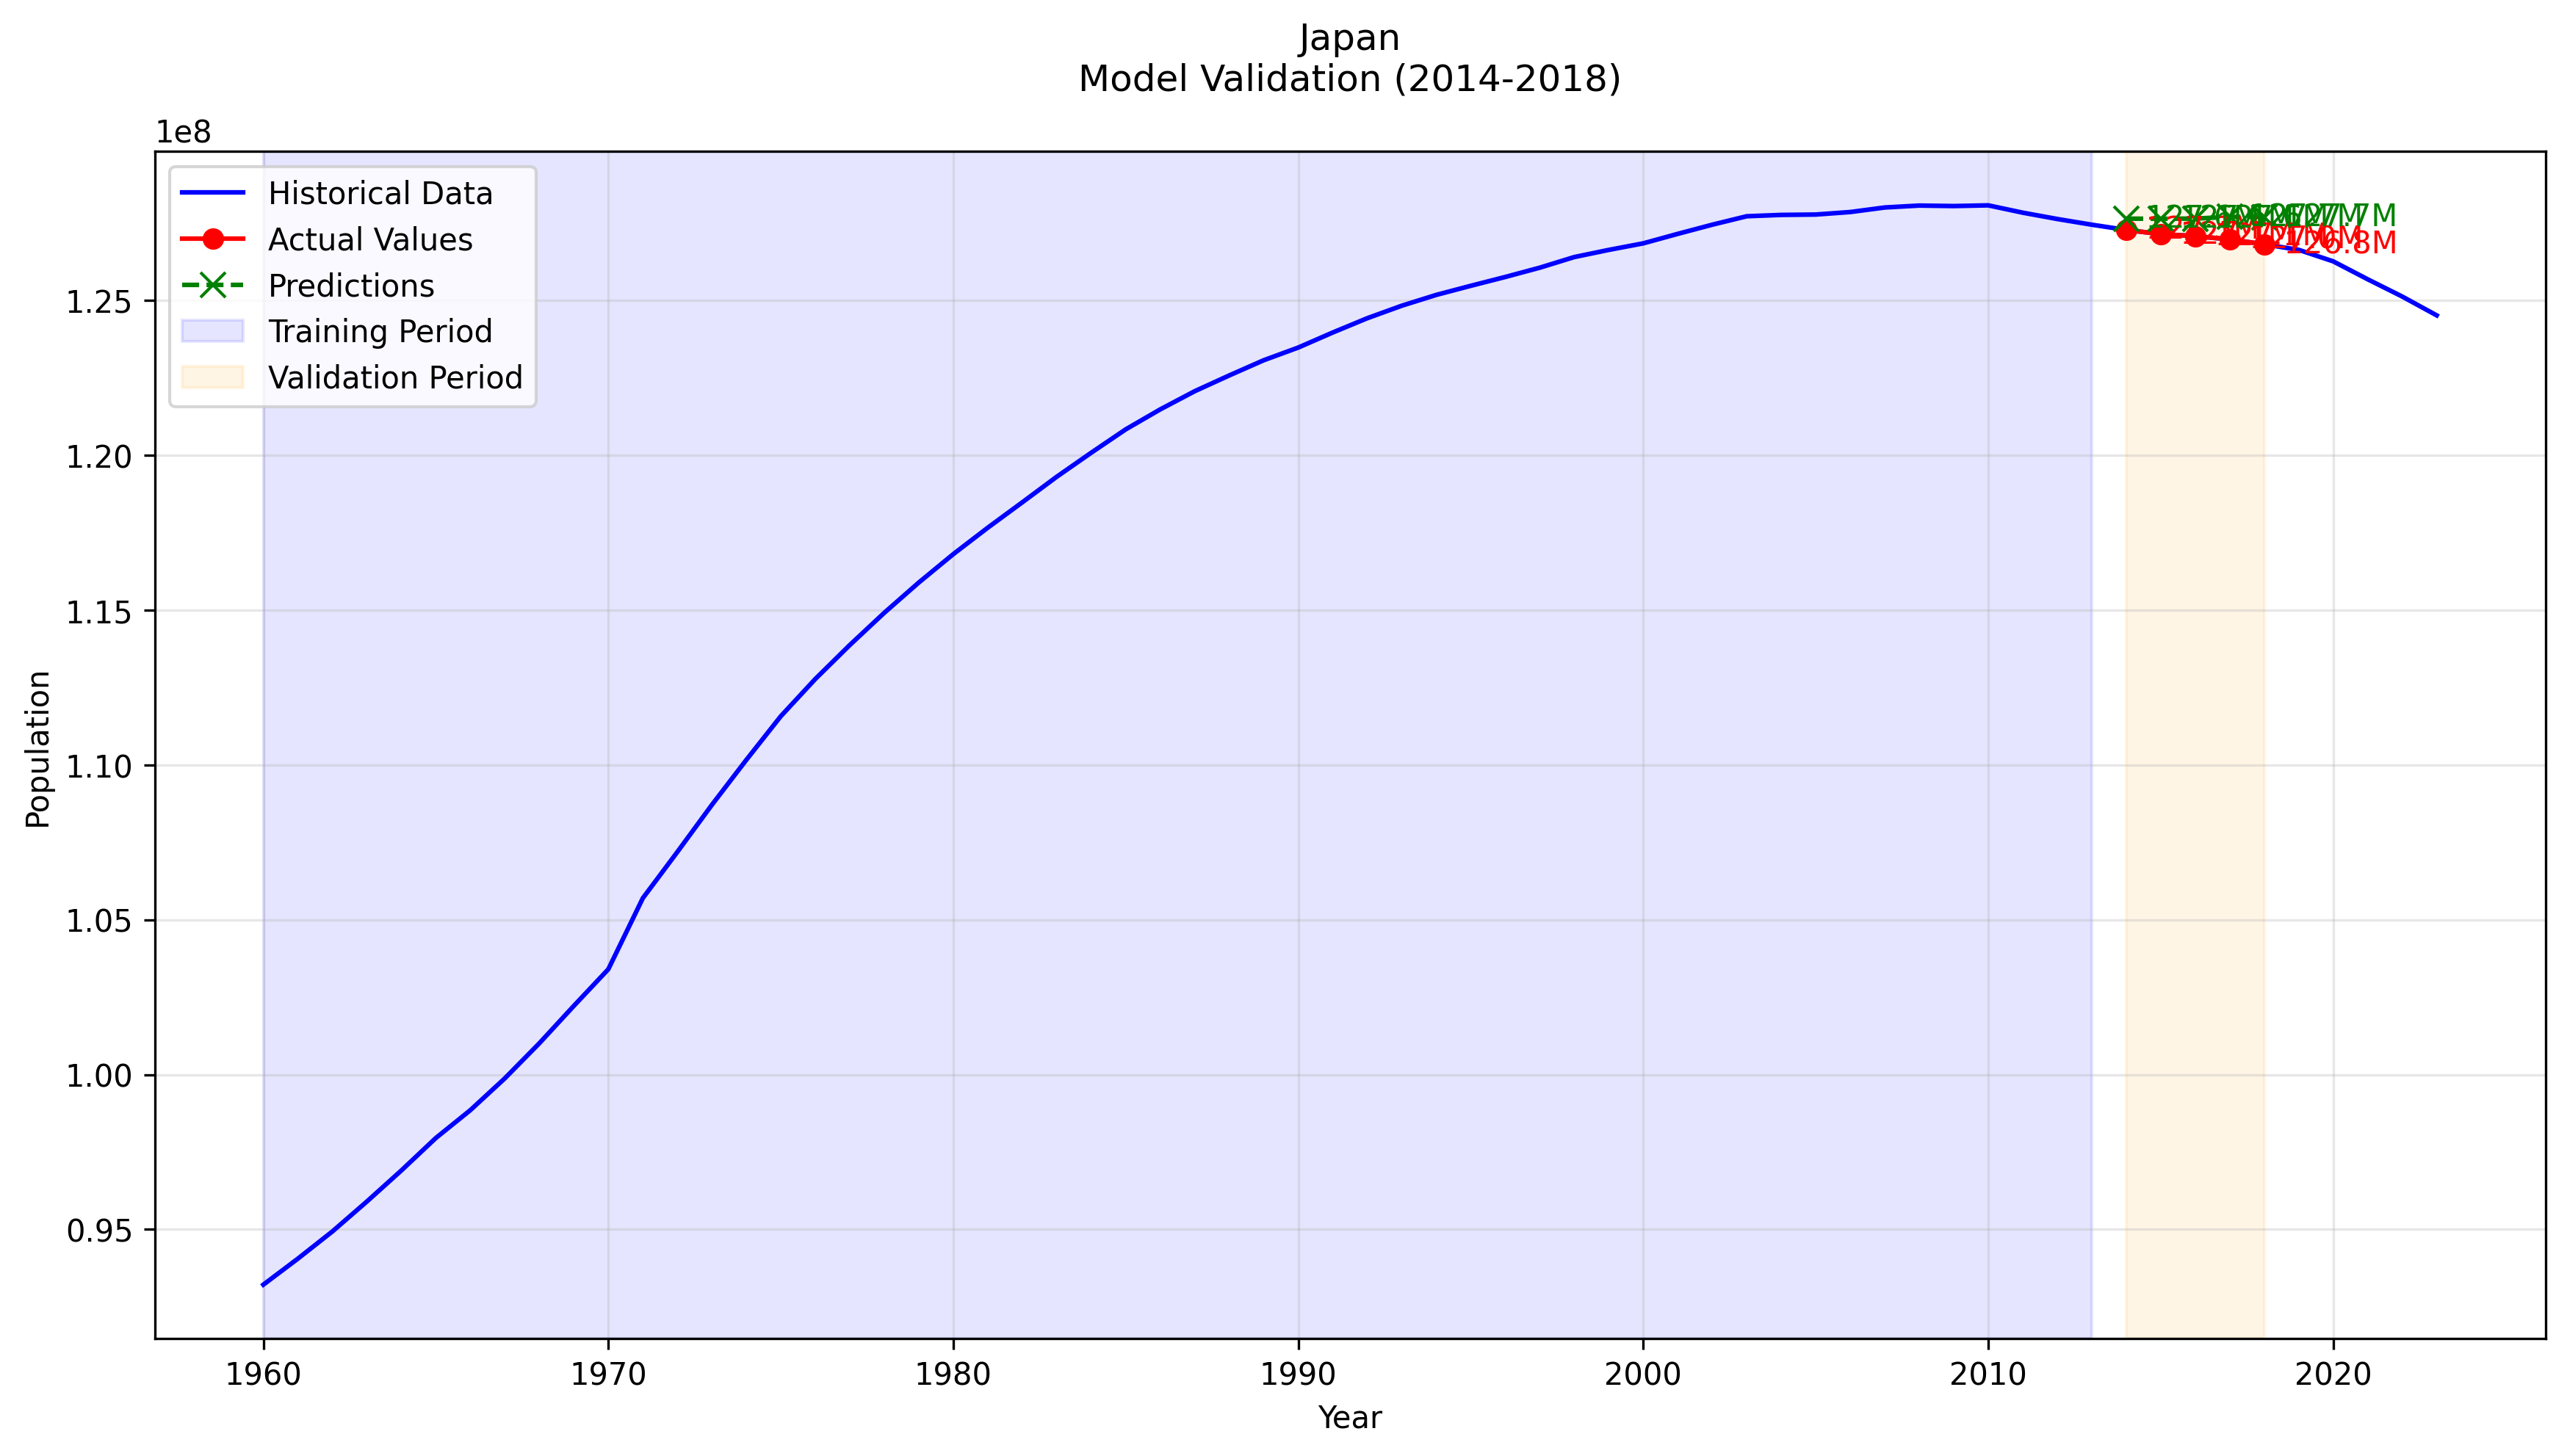 Japan
Model Validation (2014-2018)
1e8
Historical Data
Actual Values
Predictions
Training Period
Validation Period
126.8M
1.25
1.20
1.15
1.10
1.05
1.00
0.95
Population
1960
1970
1980
1990
2000
2010
2020
Year